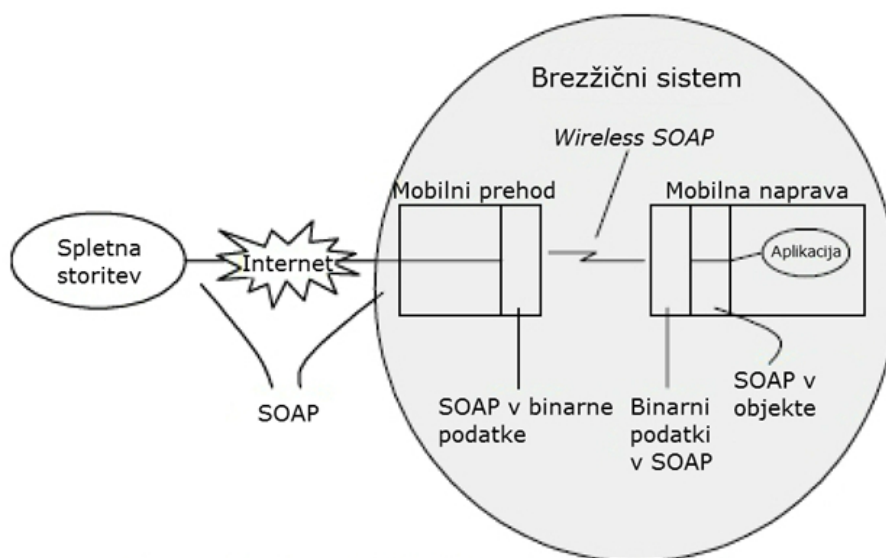 Brezžični sistem
Wireless SOAP
Mobilni prehod
Mobilna naprava
Spletna
storitev
Internet
Aplikacija
SOAP
SOAP v binarne
podatke
Binarni
podatki
v SOAP
SOAP v
objekte